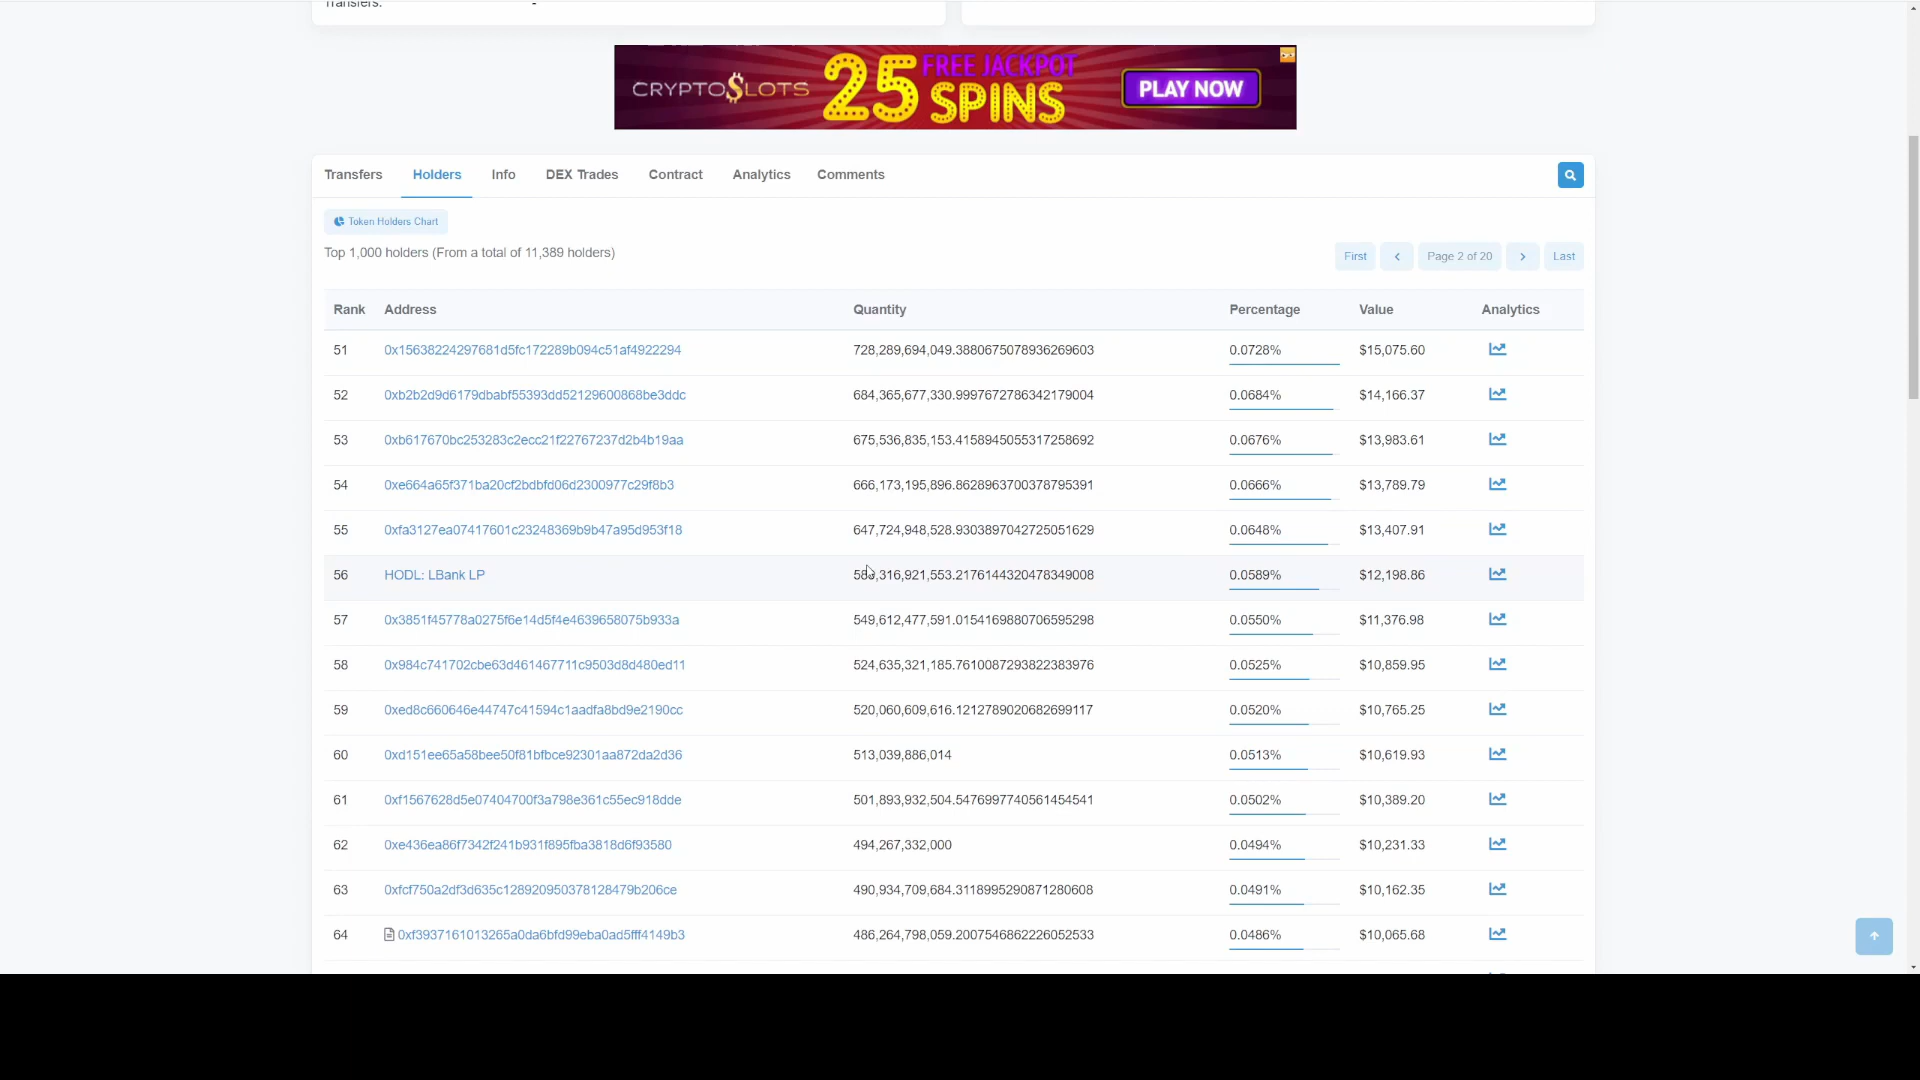 Transfers: -
CRYPTO$LOTS 25 FREE JACKPOT SPINS PLAY NOW
Transfers Holders Info DEX Trades Contract Analytics Comments
Token Holders Chart
Top 1,000 holders (From a total of 11,389 holders)
First Page 2 of 20 Last
Rank Address Quantity Percentage Value Analytics
51 0x15638224297681d5fc172289b094c51af4922294 728,289,694,049.3880675078936269603 0.0728% $15,075.60
52 0xb2b2d9d6179dbabf55393dd52129600868be3ddc 684,365,677,330.9997672786342179004 0.0684% $14,166.37
53 0xb617670bc253283c2ecc21f22767237d2b4b19aa 675,536,835,153.4158945055317258692 0.0676% $13,983.61
54 0xe664a65f371ba20cf2bdbfd06d2300977c29f8b3 666,173,195,896.8628963700378795391 0.0666% $13,789.79
55 0xfa3127ea07417601c23248369b9b47a95d953f18 647,724,948,528.9303897042725051629 0.0648% $13,407.91
56 HODL: LBank LP 0.0589% $12,198.86
57 0x3851f45778a0275f6e14d5f4e4639658075b933a 549,612,477,591.0154169880706595298 0.0550% $11,376.98
58 0x984c741702cbe63d461467711c9503d8d480ed11 524,635,321,185.7610087293822383976 0.0525% $10,859.95
59 0xed8c660646e44747c41594c1aadfa8bd9e2190cc 520,060,609,616.1212789020682699117 0.0520% $10,765.25
60 0xd151ee65a58bee50f81bfbce92301aa872da2d36 513,039,886,014 0.0513% $10,619.93
61 0xf1567628d5e07404700f3a798e361c55ec918dde 501,893,932,504.5476997740561454541 0.0502% $10,389.20
62 0xe436ea86f7342f241b931f895fba3818d6f93580 494,267,332,000 0.0494% $10,231.33
63 0xfcf750a2df3d635c128920950378128479b206ce 490,934,709,684.3118995290871280608 0.0491% $10,162.35
64 0xf3937161013265a0da6bfd99eba0ad5fff4149b3 486,264,798,059.2007546862226052533 0.0486% $10,065.68